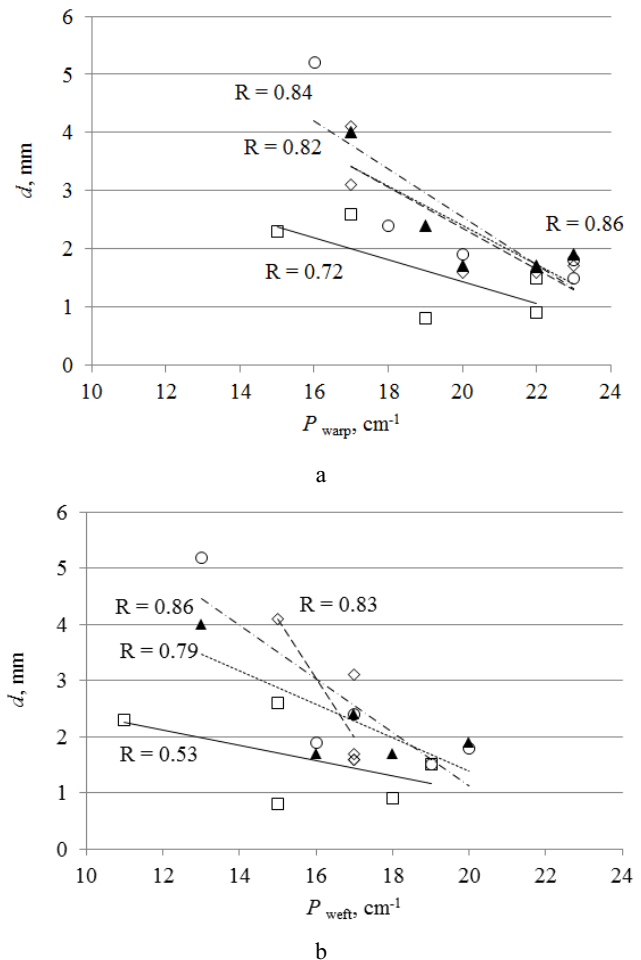 6
5
4
3
2
1
0
d, mm
R = 0.84
R = 0.82
R = 0.86
R = 0.72
10 12 14 16 18 20 22 24
P warp, cm-1
a
6
5
4
3
2
1
0
d, mm
R = 0.83
R = 0.86
R = 0.79
R = 0.53
10 12 14 16 18 20 22 24
P weft, cm-1
b